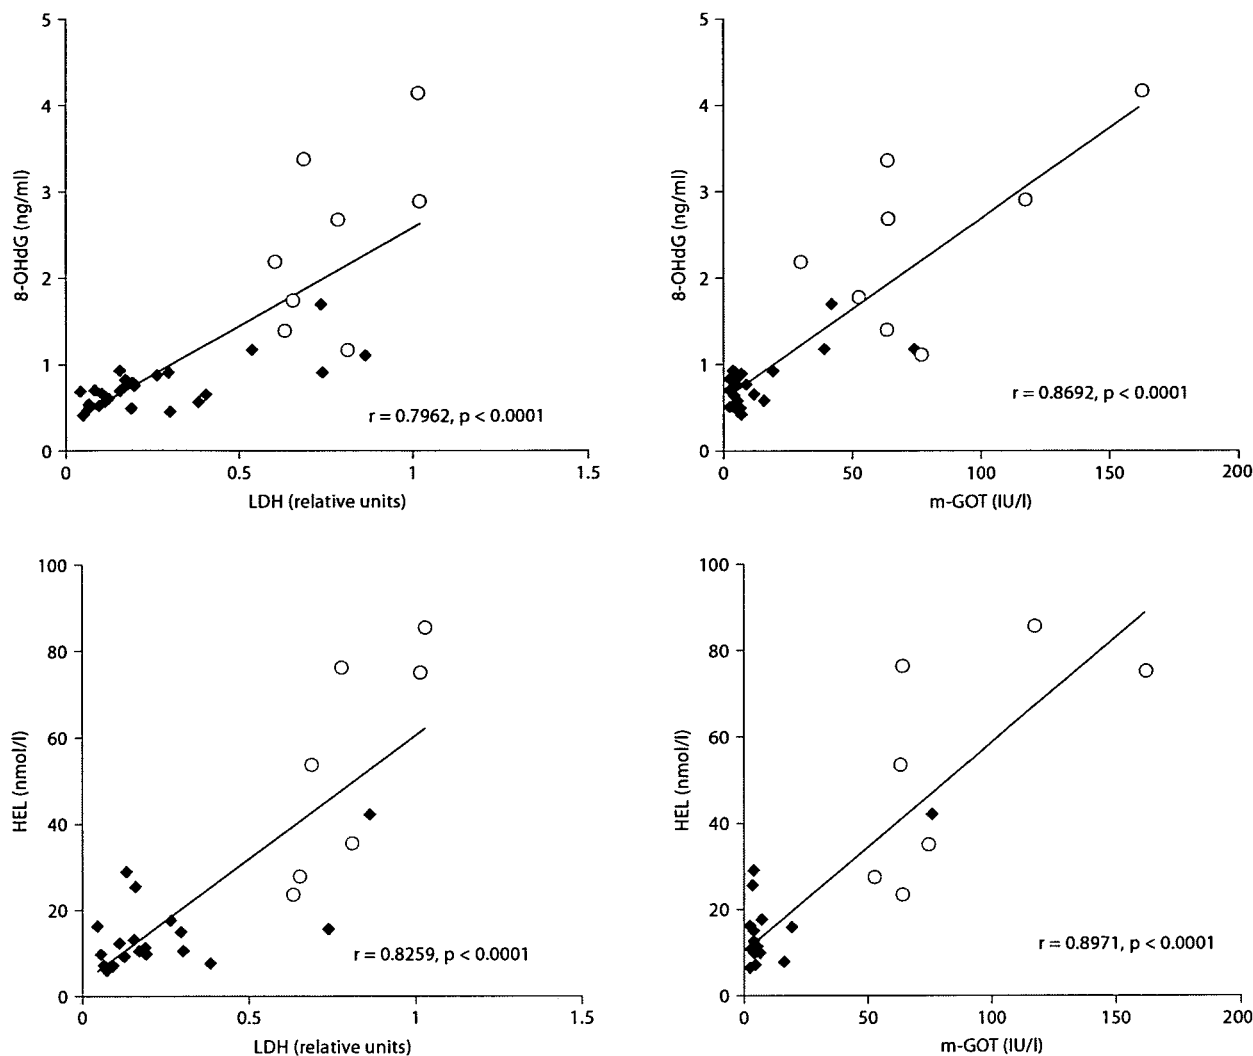 5
4
3
2
1
0
8-OHdG (ng/ml)
0 0.5 1 1.5
LDH (relative units)
r = 0.7962, p < 0.0001
5
4
3
2
1
0
8-OHdG (ng/ml)
0 50 100 150 200
m-GOT (IU/l)
r = 0.8692, p < 0.0001
100
80
60
40
20
0
HEL (nmol/l)
0 0.5 1 1.5
LDH (relative units)
r = 0.8259, p < 0.0001
100
80
60
40
20
0
HEL (nmol/l)
0 50 100 150 200
m-GOT (IU/l)
r = 0.8971, p < 0.0001